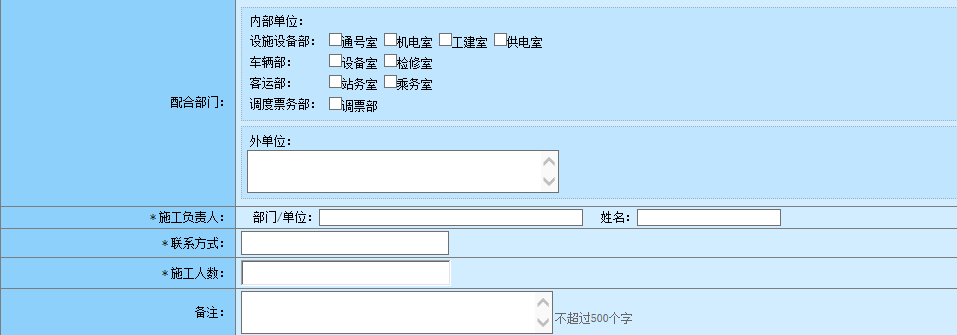 配合部门:
内部单位:
设施设备部: 通号室 机电室 工建室 供电室
车辆部: 设备室 检修室
客运部: 站务室 乘务室
调度票务部: 调票部
外单位:
*施工负责人: 部门/单位: 姓名:
*联系方式:
*施工人数:
备注: 不超过500个字